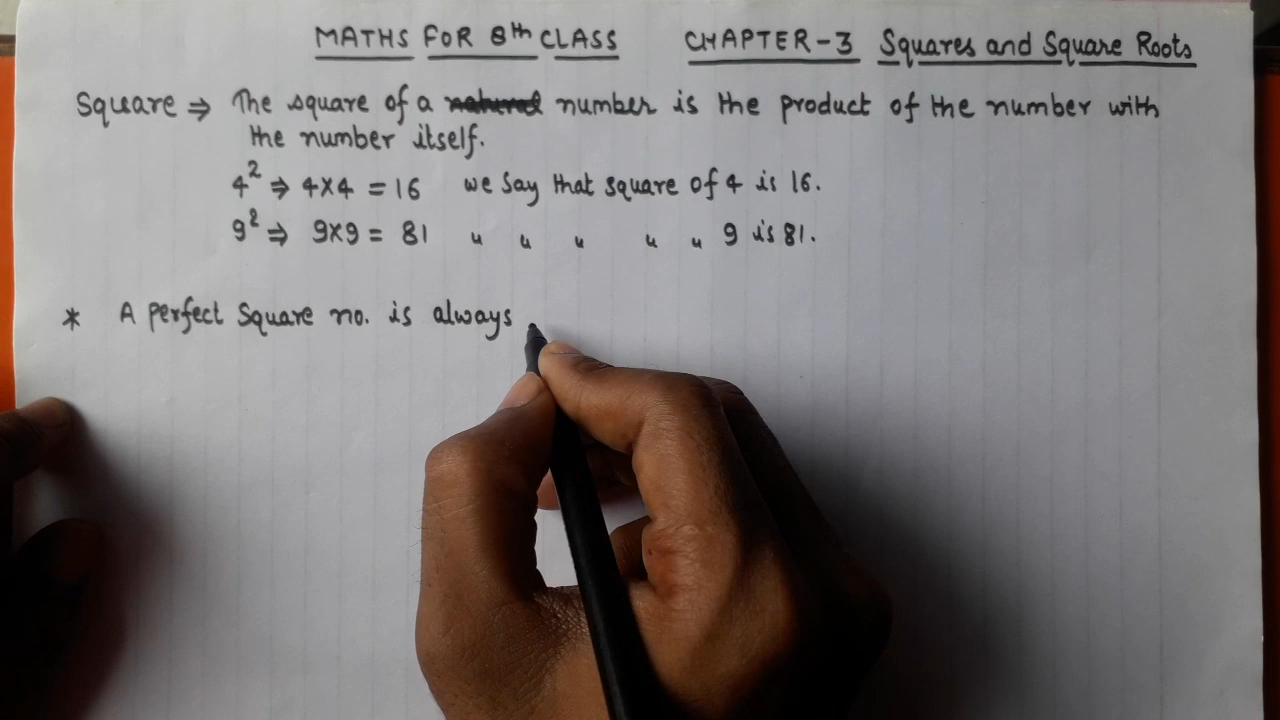 MATHS FOR 8th CLASS CHAPTER-3 Squares and Square Roots
Square ⇒ The square of a natural number is the product of the number with
the number itself.
4² ⇒ 4×4 = 16 we say that square of 4 is 16.
9² ⇒ 9×9 = 81 " " " " " 9 is 81.
* A perfect Square no. is always